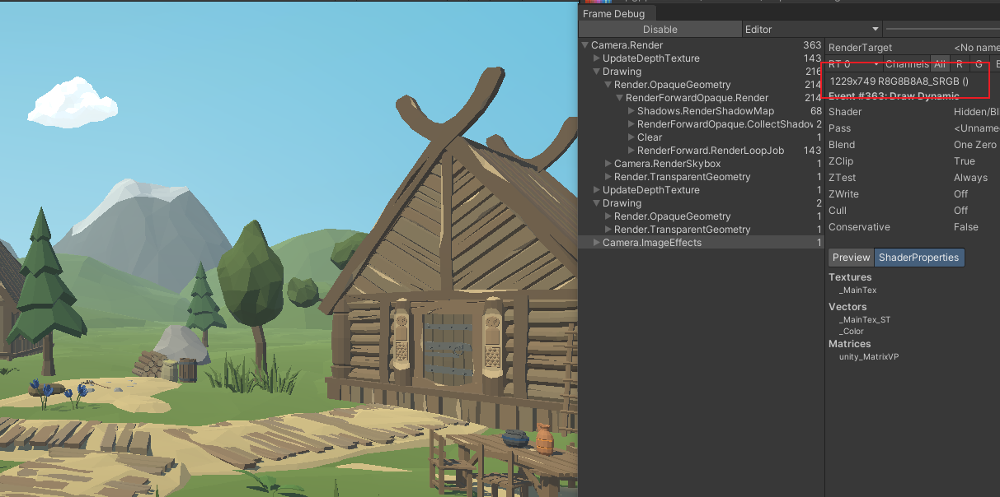 Frame Debug
Disable
Editor
Camera.Render 363
UpdateDepthTexture 143
Drawing 216
Render.OpaqueGeometry 214
RenderForwardOpaque.Render 214
Shadows.RenderShadowMap 68
RenderForwardOpaque.CollectShadov 2
Clear 1
RenderForward.RenderLoopJob 143
Camera.RenderSkybox 1
Render.TransparentGeometry 1
UpdateDepthTexture 1
Drawing 2
Render.OpaqueGeometry 1
Render.TransparentGeometry 1
Camera.ImageEffects 1
RenderTarget <No name
RT 0 Channels All R G B
1229x749 R8G8B8A8_SRGB ()
Event #363: Draw Dynamic
Shader Hidden/Bl
Pass <Unname
Blend One Zero
ZClip True
ZTest Always
ZWrite Off
Cull Off
Conservative False
Preview ShaderProperties
Textures
_MainTex
Vectors
_MainTex_ST
_Color
Matrices
unity_MatrixVP